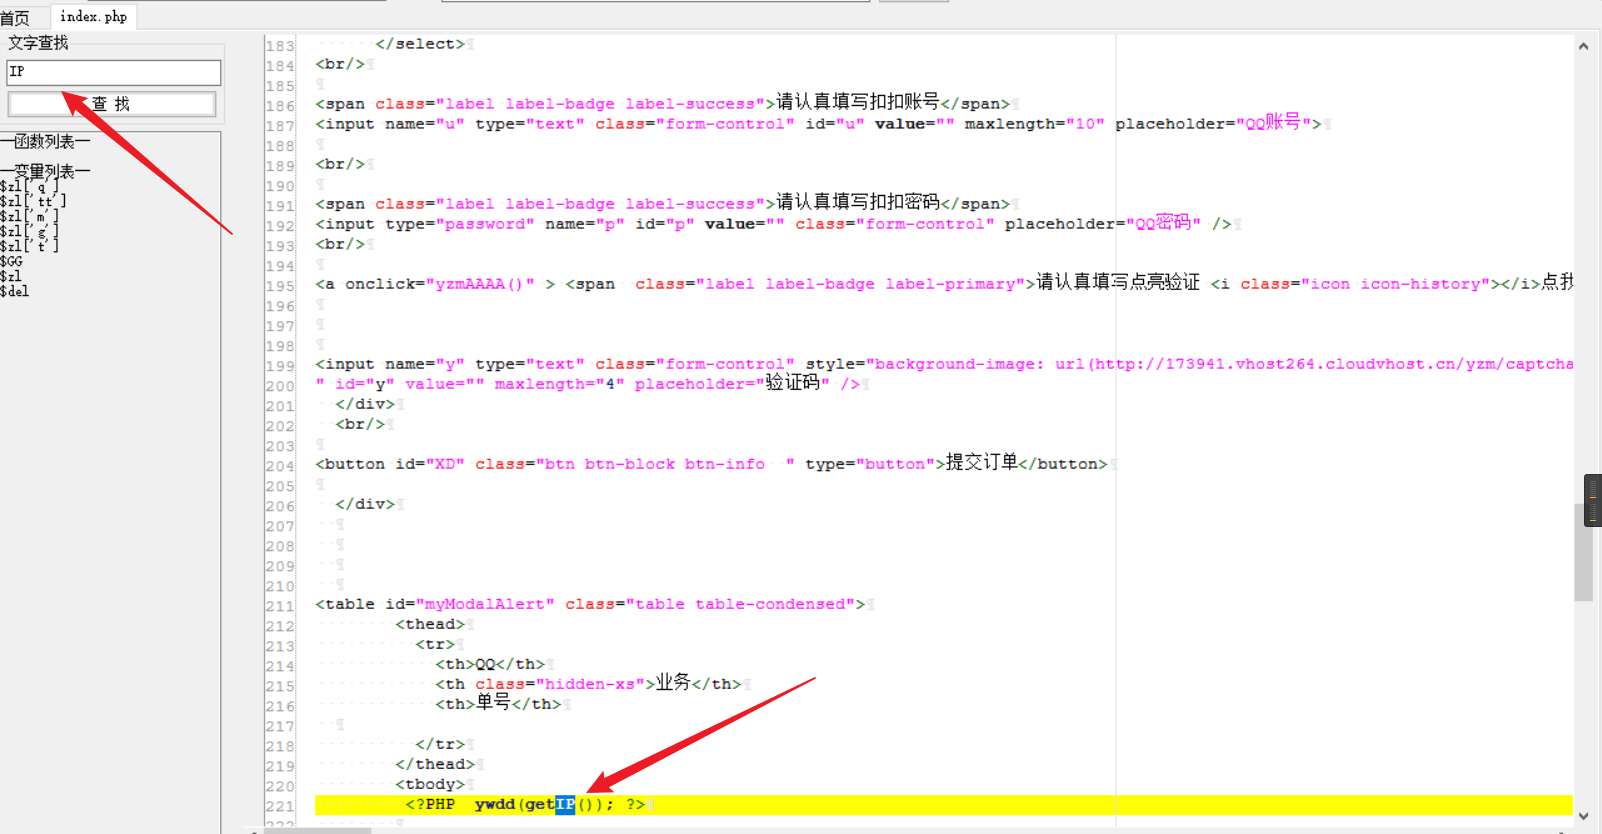 首页
index.php
文字查找
IP
查 找
—函数列表—
—变量列表—
$zl['q']
$zl['tt']
$zl['m']
$zl['g']
$zl['t']
$GG
$zl
$del
183 </select>
184 <br/>
185
186 <span class="label label-badge label-success">请认真填写扣扣账号</span>
187 <input name="u" type="text" class="form-control" id="u" value="" maxlength="10" placeholder="QQ账号">
188
189 <br/>
190
191 <span class="label label-badge label-success">请认真填写扣扣密码</span>
192 <input type="password" name="p" id="p" value="" class="form-control" placeholder="QQ密码" />
193 <br/>
194
195 <a onclick="yzmAAAA()" > <span  class="label label-badge label-primary">请认真填写点亮验证 <i class="icon icon-history"></i>点我
196
197
198
199 <input name="y" type="text" class="form-control" style="background-image: url(http://173941.vhost264.cloudvhost.cn/yzm/captcha
200 " id="y" value="" maxlength="4" placeholder="验证码" />
201 </div>
202 <br/>
203
204 <button id="XD" class="btn btn-block btn-info  " type="button">提交订单</button>
205
206 </div>
207
208
209
210
211 <table id="myModalAlert" class="table table-condensed">
212 <thead>
213 <tr>
214 <th>QQ</th>
215 <th class="hidden-xs">业务</th>
216 <th>单号</th>
217
218 </tr>
219 </thead>
220 <tbody>
221 <?PHP  ywdd(getIP()); ?>